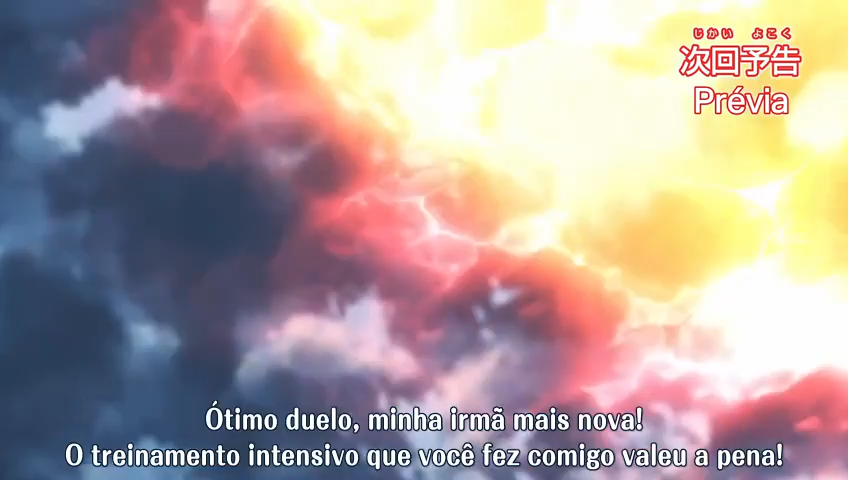 じかい よこく
次回予告
Prévia
Ótimo duelo, minha irmã mais nova!
O treinamento intensivo que você fez comigo valeu a pena!